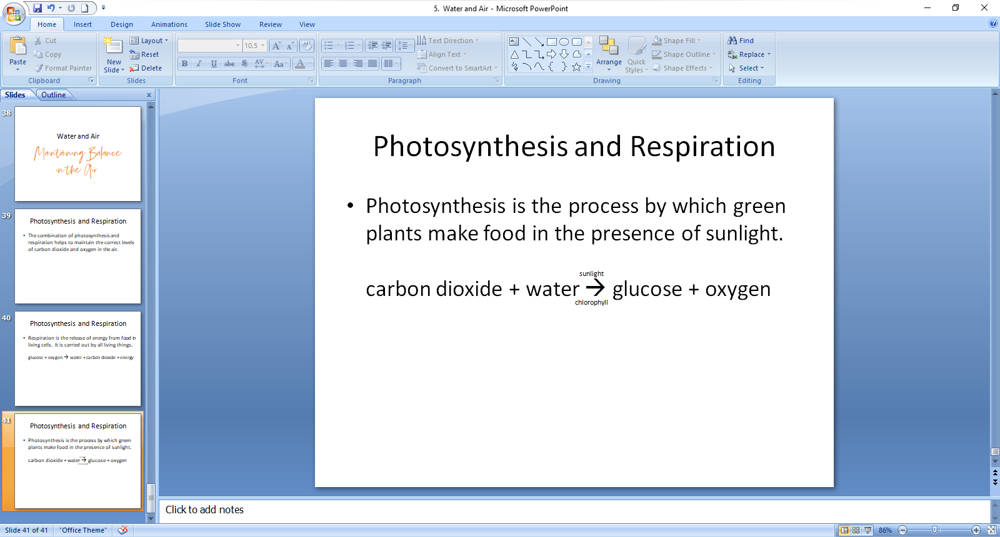 5. Water and Air - Microsoft PowerPoint
Home Insert Design Animations Slide Show Review View
Paste
Cut
Copy
Format Painter
Clipboard
New
Slide
Layout
Reset
Delete
Slides
10.5
B I U abc S AV Aa A
Font
Text Direction
Align Text
Convert to SmartArt
Paragraph
Arrange
Quick
Styles
Shape Fill
Shape Outline
Shape Effects
Drawing
Find
Replace
Select
Editing
Slides Outline
38
Water and Air
Maintaining Balance
in the Air
39
Photosynthesis and Respiration
• The combination of photosynthesis and
respiration helps to maintain the correct levels
of carbon dioxide and oxygen in the air.
40
Photosynthesis and Respiration
• Respiration is the release of energy from food in
living cells. It is carried out by all living things.
glucose + oxygen → water + carbon dioxide + energy
41
Photosynthesis and Respiration
• Photosynthesis is the process by which green
plants make food in the presence of sunlight.
carbon dioxide + water → glucose + oxygen
Photosynthesis and Respiration
• Photosynthesis is the process by which green
plants make food in the presence of sunlight.
sunlight
carbon dioxide + water → glucose + oxygen
chlorophyll
Click to add notes
Slide 41 of 41 "Office Theme" 86%